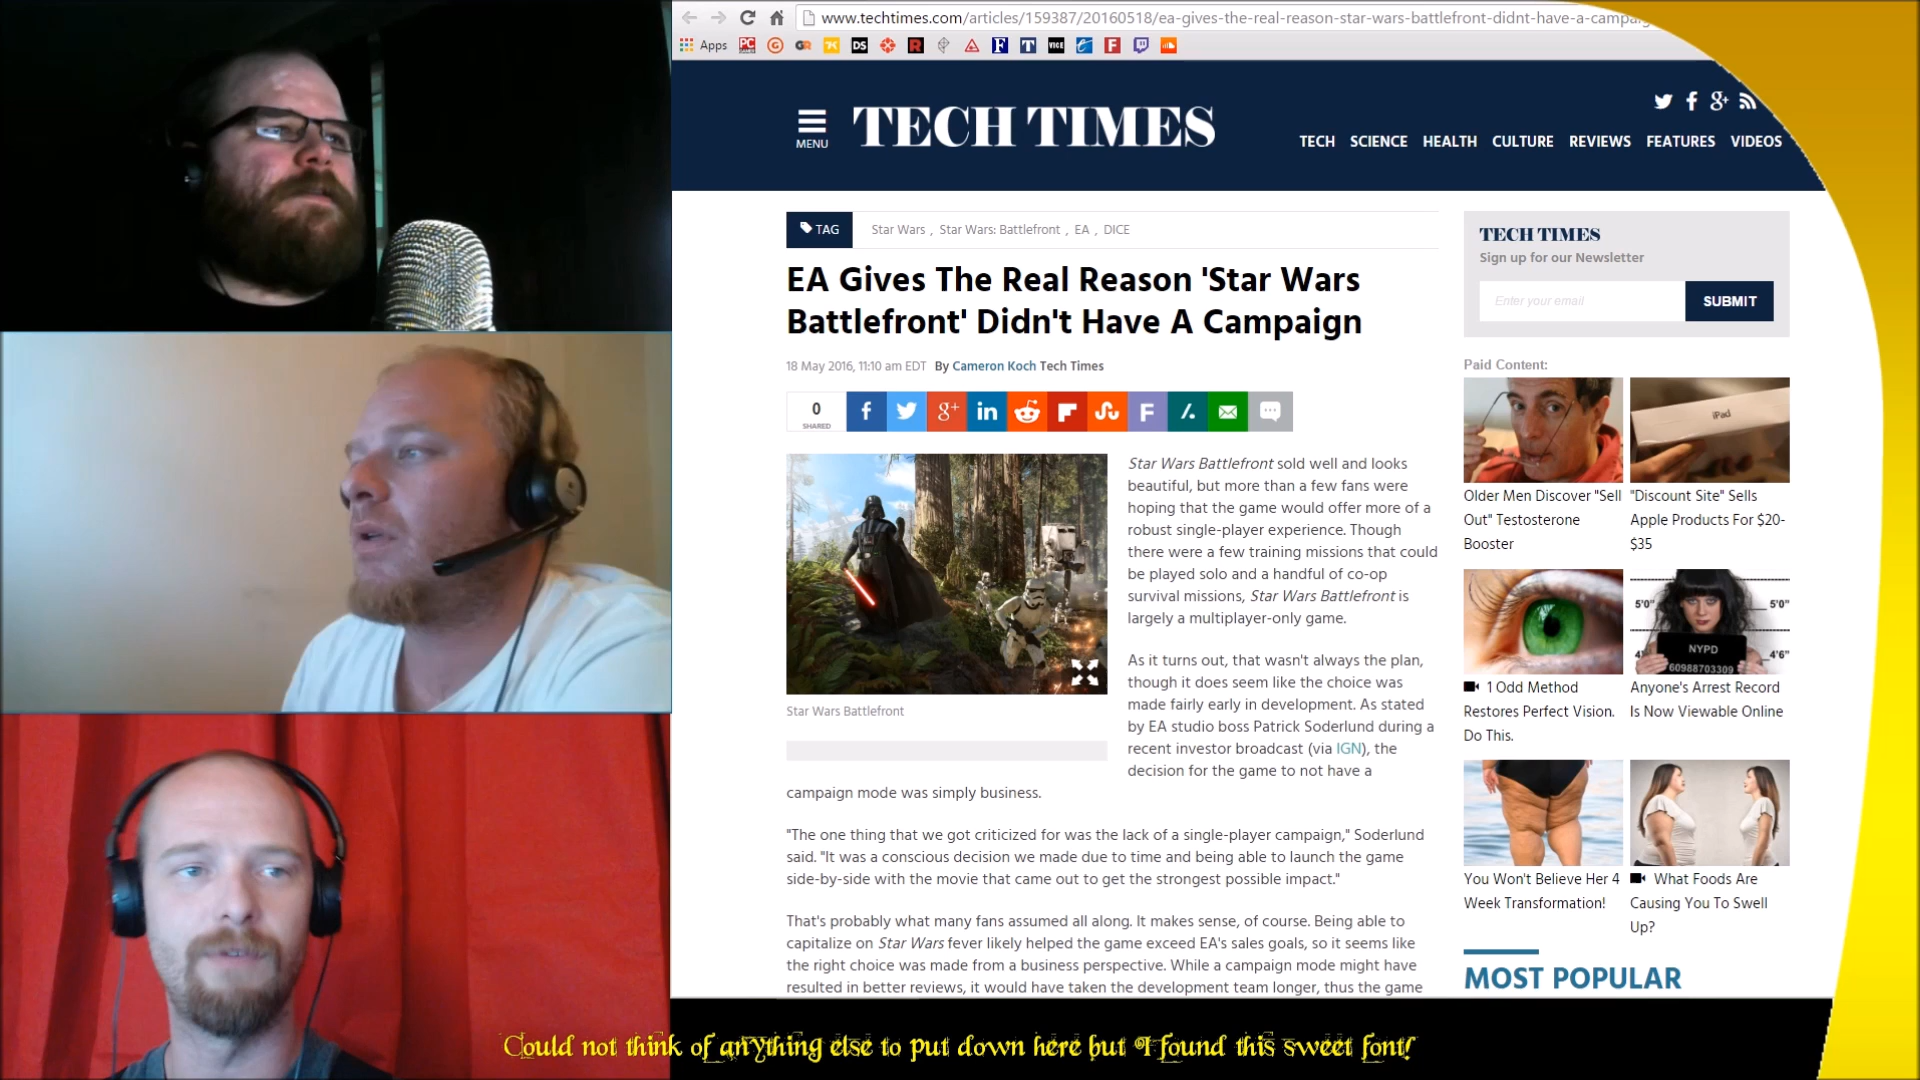 www.techtimes.com/articles/159387/20160518/ea-gives-the-real-reason-star-wars-battlefront-didnt-have-a-campaig
Apps
MENU
TECH TIMES
TECH SCIENCE HEALTH CULTURE REVIEWS FEATURES VIDEOS
TAG
Star Wars , Star Wars: Battlefront , EA , DICE
EA Gives The Real Reason 'Star Wars
Battlefront' Didn't Have A Campaign
18 May 2016, 11:10 am EDT By Cameron Koch Tech Times
0
SHARED
Star Wars Battlefront sold well and looks
beautiful, but more than a few fans were
hoping that the game would offer more of a
robust single-player experience. Though
there were a few training missions that could
be played solo and a handful of co-op
survival missions, Star Wars Battlefront is
largely a multiplayer-only game.
Star Wars Battlefront
As it turns out, that wasn't always the plan,
though it does seem like the choice was
made fairly early in development. As stated
by EA studio boss Patrick Soderlund during a
recent investor broadcast (via IGN), the
decision for the game to not have a
campaign mode was simply business.
"The one thing that we got criticized for was the lack of a single-player campaign," Soderlund
said. "It was a conscious decision we made due to time and being able to launch the game
side-by-side with the movie that came out to get the strongest possible impact."
That's probably what many fans assumed all along. It makes sense, of course. Being able to
capitalize on Star Wars fever likely helped the game exceed EA's sales goals, so it seems like
the right choice was made from a business perspective. While a campaign mode might have
resulted in better reviews, it would have taken the development team longer, thus the game
TECH TIMES
Sign up for our Newsletter
Enter your email
SUBMIT
Paid Content:
iPad
Older Men Discover "Sell
Out" Testosterone
Booster
"Discount Site" Sells
Apple Products For $20-
$35
5'0" 5'0"
4'6"
NYPD
60988703309
1 Odd Method
Restores Perfect Vision.
Do This.
Anyone's Arrest Record
Is Now Viewable Online
You Won't Believe Her 4
Week Transformation!
What Foods Are
Causing You To Swell
Up?
MOST POPULAR
Could not think of anything else to put down here but I found this sweet font!